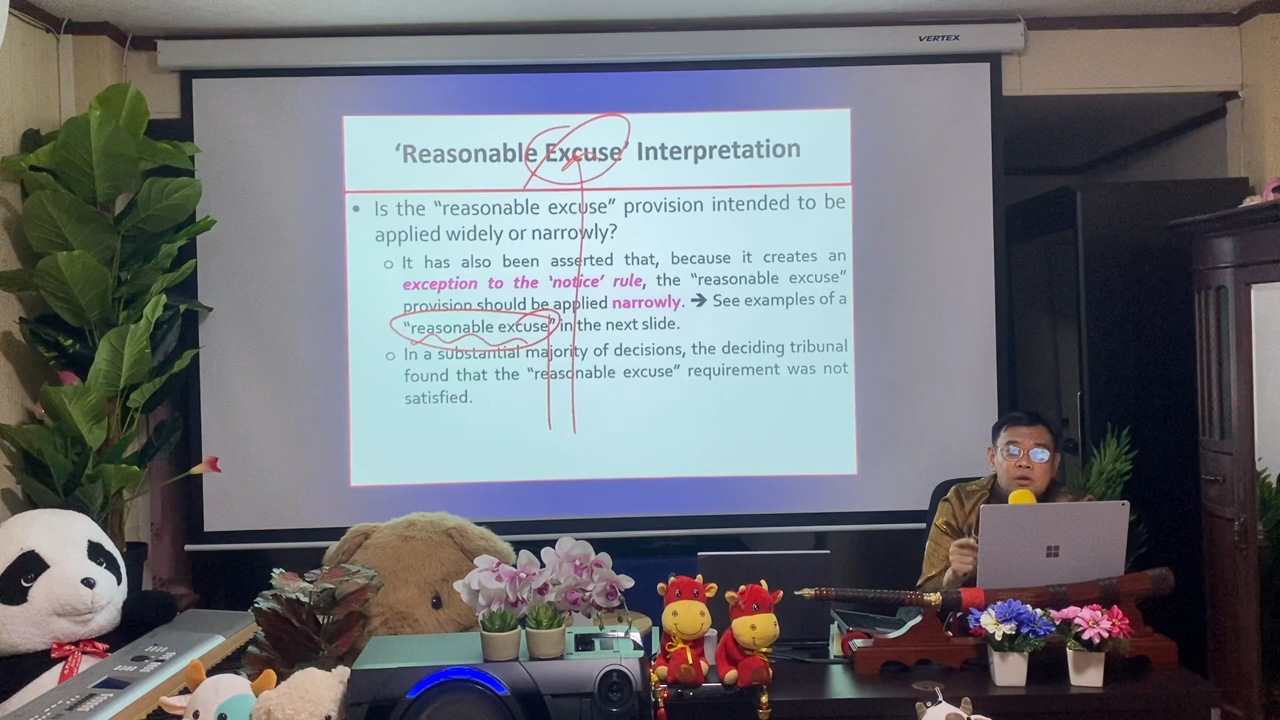 VERTEX
‘Reasonable Excuse’ Interpretation
• Is the “reasonable excuse” provision intended to be
applied widely or narrowly?
o It has also been asserted that, because it creates an
exception to the ‘notice’ rule, the “reasonable excuse”
provision should be applied narrowly. ➔ See examples of a
“reasonable excuse” in the next slide.
o In a substantial majority of decisions, the deciding tribunal
found that the “reasonable excuse” requirement was not
satisfied.